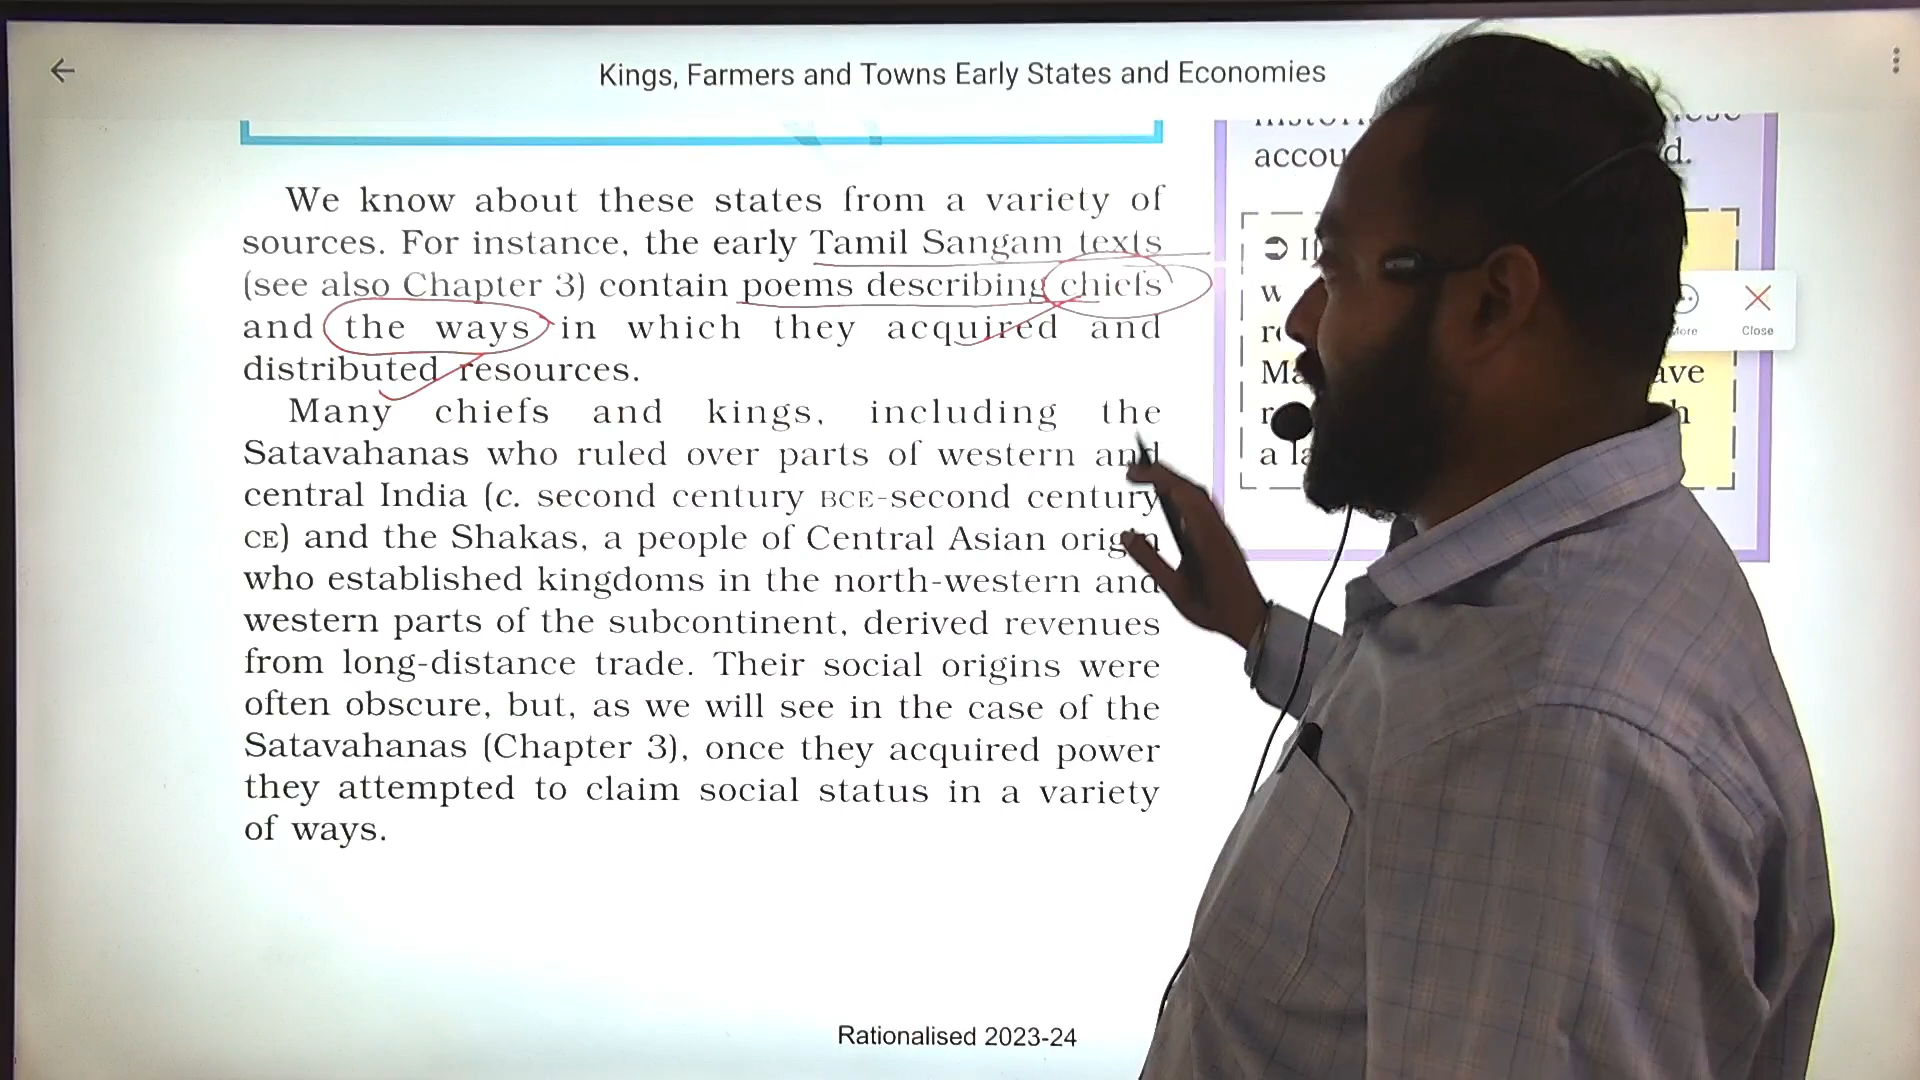 Kings, Farmers and Towns Early States and Economies
We know about these states from a variety of
sources. For instance, the early Tamil Sangam texts
(see also Chapter 3) contain poems describing chiefs
and the ways in which they acquired and
distributed resources.
Many chiefs and kings, including the
Satavahanas who ruled over parts of western and
central India (c. second century BCE-second century
CE) and the Shakas, a people of Central Asian origin
who established kingdoms in the north-western and
western parts of the subcontinent, derived revenues
from long-distance trade. Their social origins were
often obscure, but, as we will see in the case of the
Satavahanas (Chapter 3), once they acquired power
they attempted to claim social status in a variety
of ways.
Close
Rationalised 2023-24